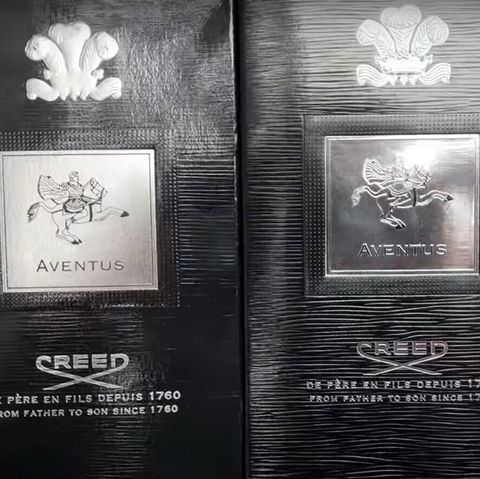 AVENTUS
CREED
PÈRE EN FILS DEPUIS 1760
FROM FATHER TO SON SINCE 1760
AVENTUS
CREED
DE PÈRE EN FILS DEPUIS
FROM FATHER TO SON SINCE